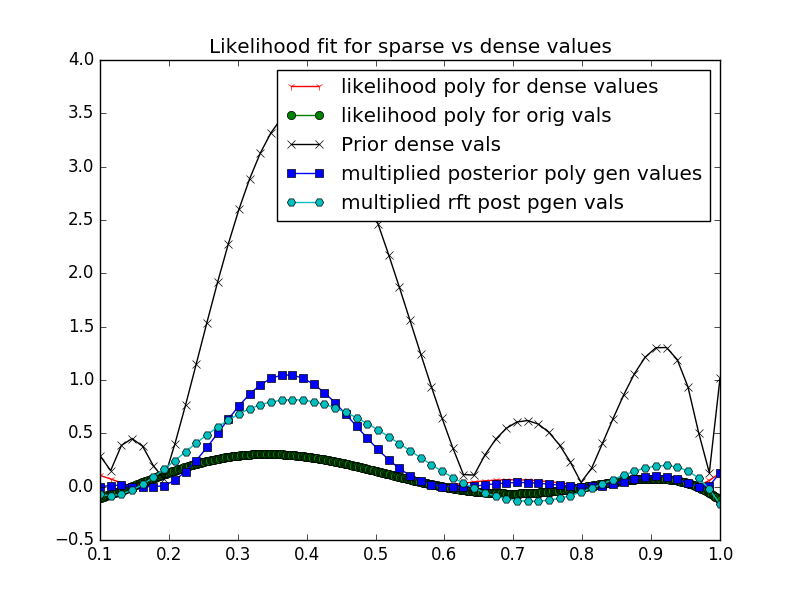 Likelihood fit for sparse vs dense values
likelihood poly for dense values
likelihood poly for orig vals
Prior dense vals
multiplied posterior poly gen values
multiplied rft post pgen vals
4.0
3.5
3.0
2.5
2.0
1.5
1.0
0.5
0.0
−0.5
0.1 0.2 0.3 0.4 0.5 0.6 0.7 0.8 0.9 1.0